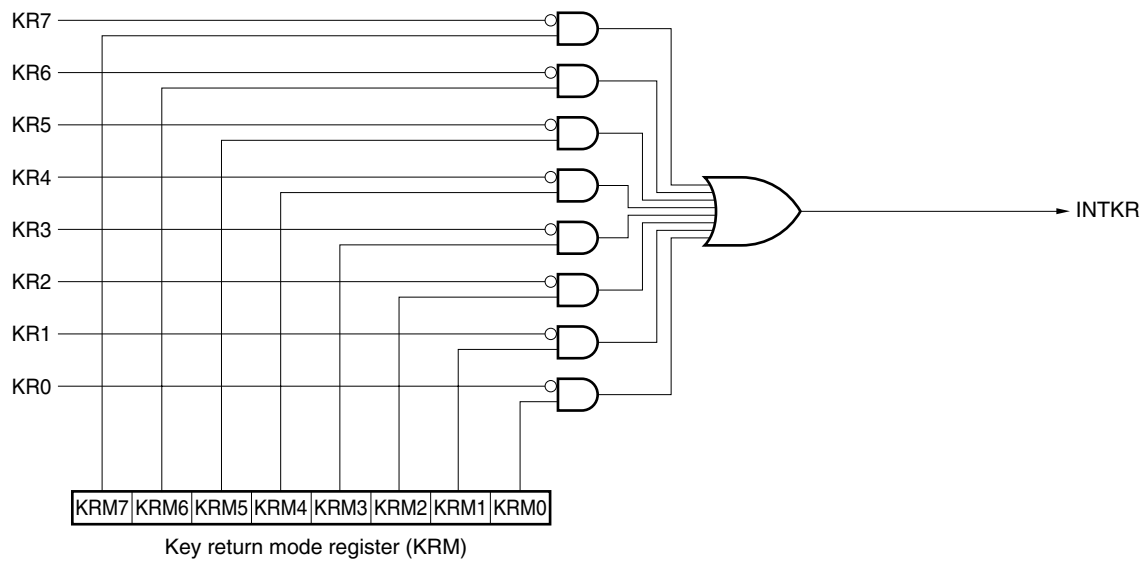 KR7
KR6
KR5
KR4
KR3
KR2
KR1
KR0
INTKR
KRM7 KRM6 KRM5 KRM4 KRM3 KRM2 KRM1 KRM0
Key return mode register (KRM)